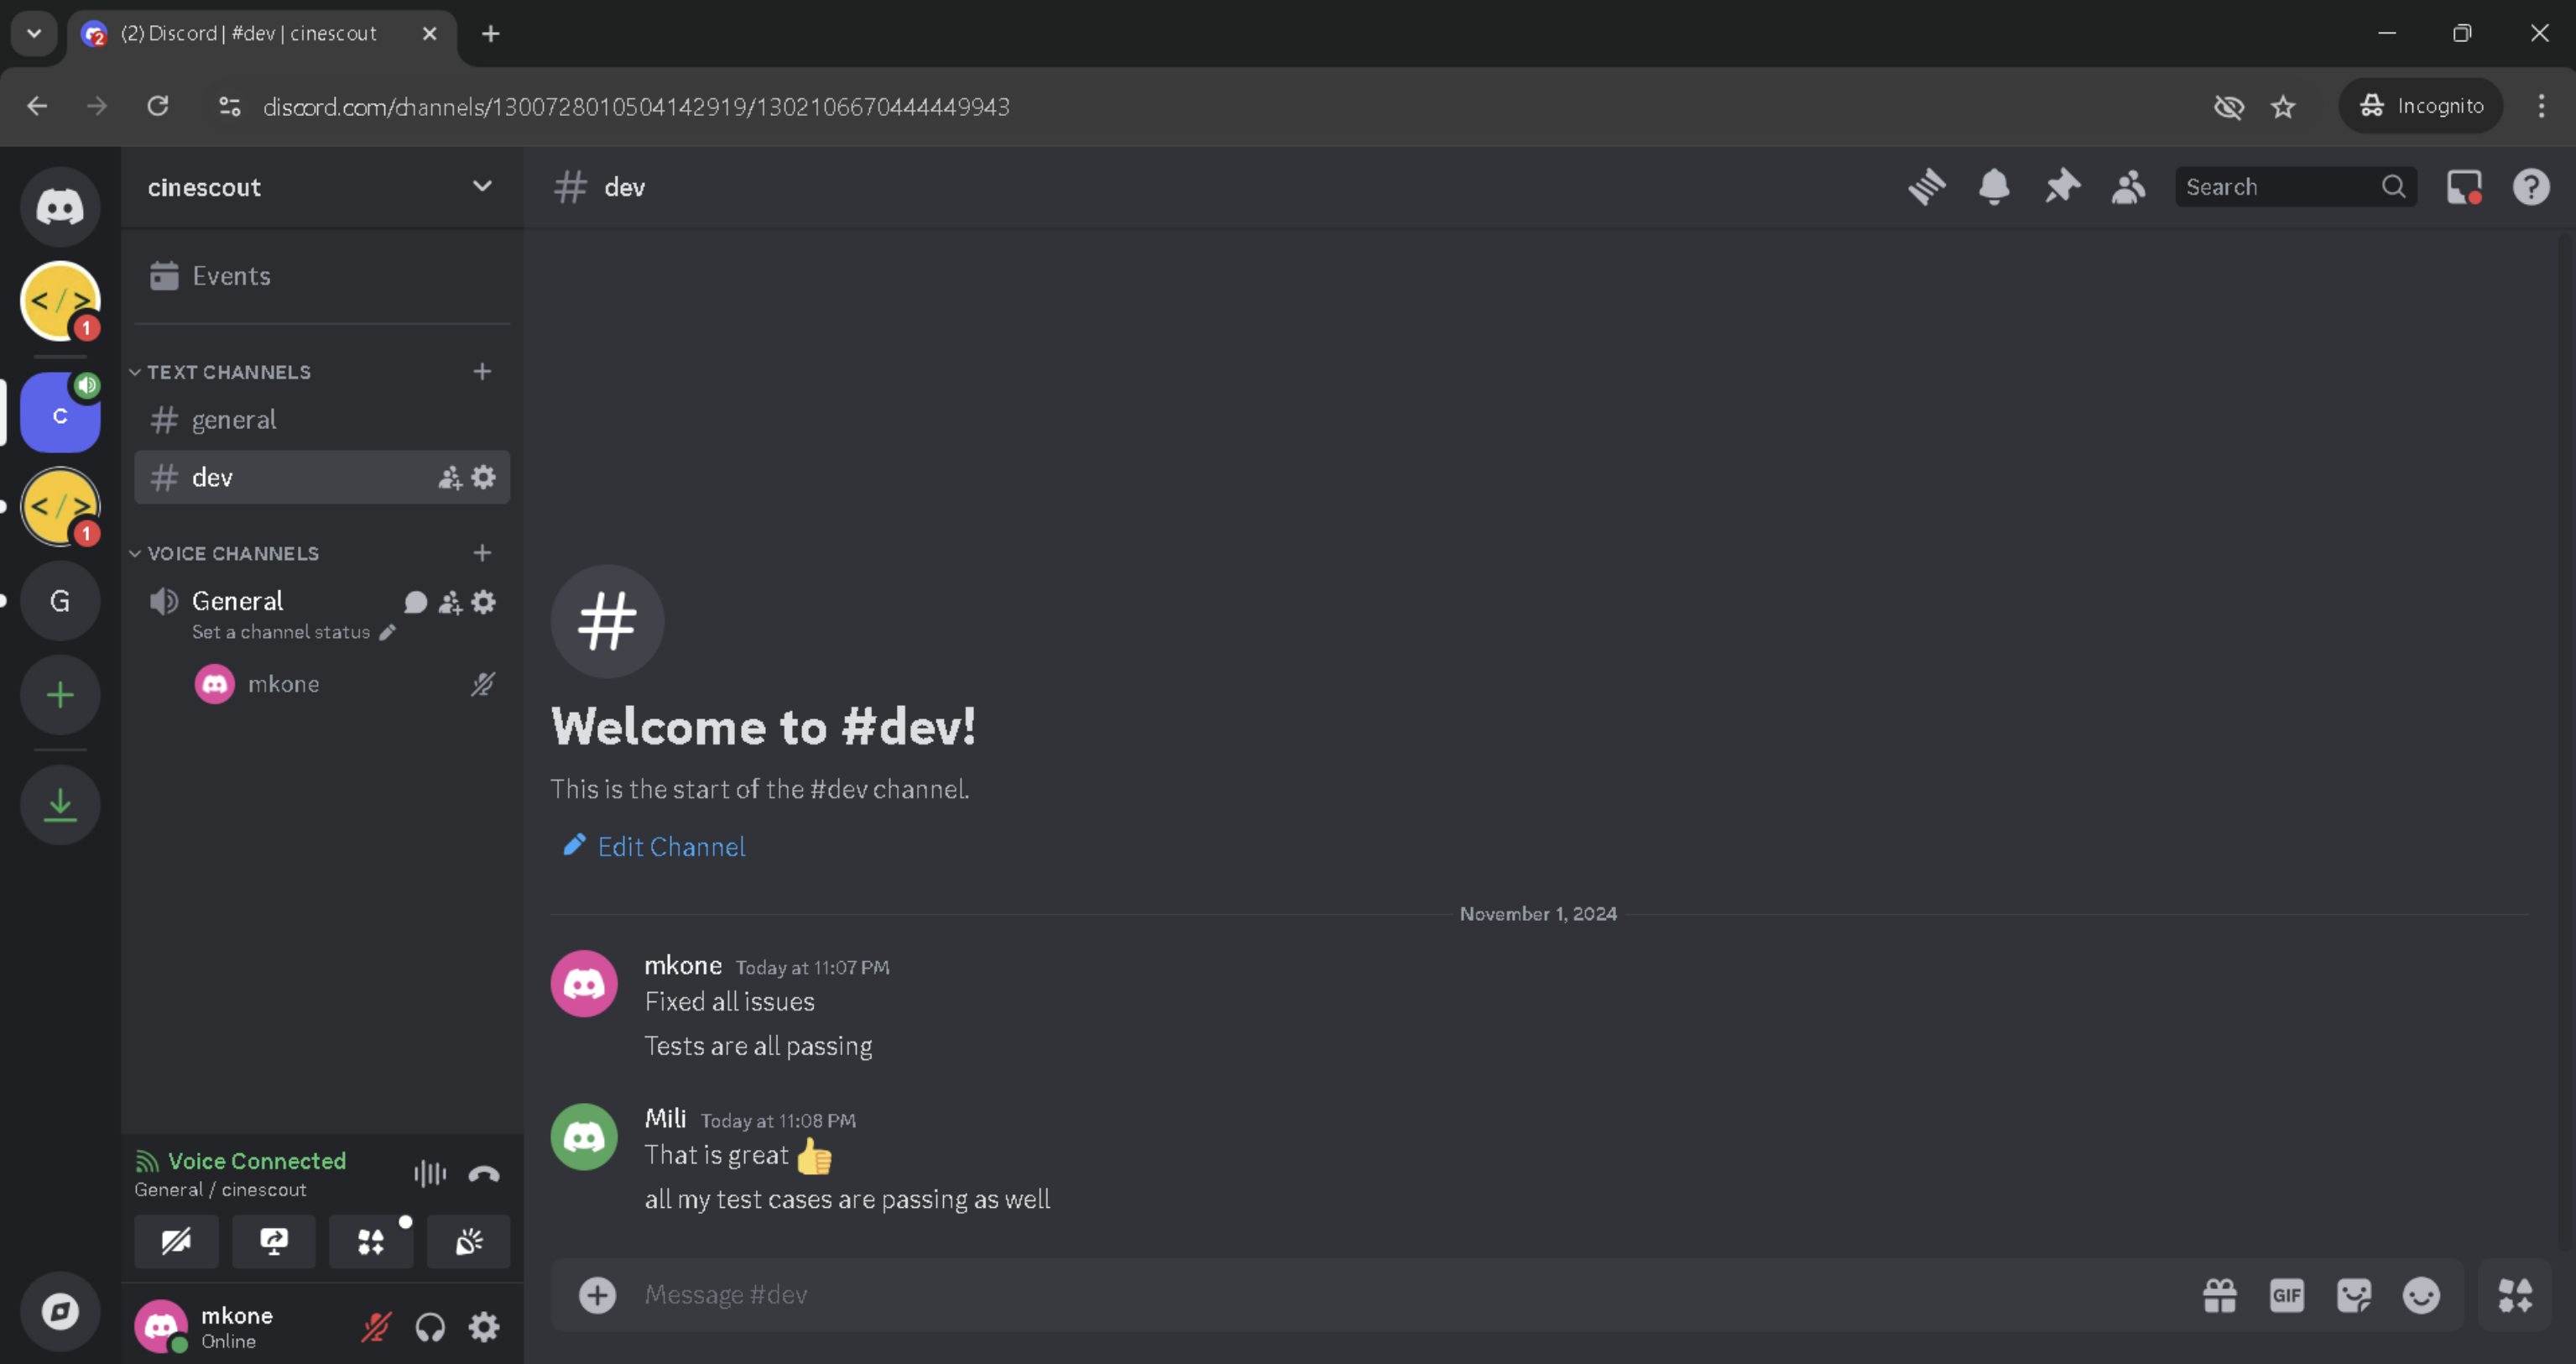 (2) Discord | #dev | cinescout
discord.com/channels/1300728010504142919/1302106670444449943
Incognito
cinescout
dev
Search
Events
TEXT CHANNELS
general
dev
VOICE CHANNELS
General
Set a channel status
mkone
</>
1
C
</>
1
G
Welcome to #dev!
This is the start of the #dev channel.
Edit Channel
November 1, 2024
mkone Today at 11:07 PM
Fixed all issues
Tests are all passing
Mili Today at 11:08 PM
That is great 👍
all my test cases are passing as well
Voice Connected
General / cinescout
mkone
Online
Message #dev
GIF